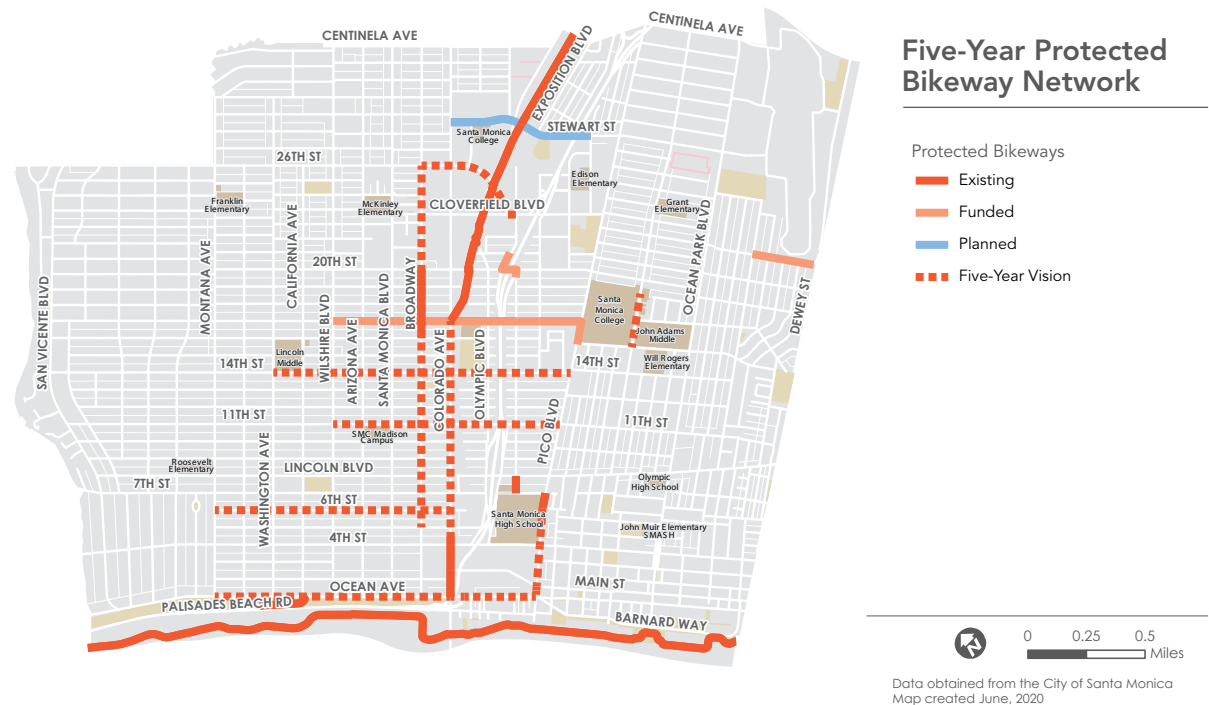 CENTINELA AVE
CENTINELA AVE
Five-Year Protected
Bikeway Network
Protected Bikeways
Existing
Funded
Planned
Five-Year Vision
EXPOSITION BLVD
STEWART ST
Santa Monica
College
26TH ST
Edison
Elementary
Franklin
Elementary
McKinley
Elementary
CLOVERFIELD BLVD
Grant
Elementary
OCEAN PARK BLVD
MONTANA AVE
CALIFORNIA AVE
20TH ST
SAN VICENTE BLVD
WILSHIRE BLVD
ARIZONA AVE
SANTA MONICA BLVD
BROADWAY
COLORADO AVE
OLYMPIC BLVD
DEWEY ST
Santa
Monica
College
John Adams
Middle
Lincoln
Middle
14TH ST
14TH ST
Will Rogers
Elementary
11TH ST
11TH ST
PICO BLVD
SMC Madison
Campus
WASHINGTON AVE
Roosevelt
Elementary
LINCOLN BLVD
7TH ST
Olympic
High School
6TH ST
Santa Monica
High School
John Muir Elementary
SMASH
4TH ST
OCEAN AVE
MAIN ST
PALISADES BEACH RD
BARNARD WAY
0 0.25 0.5
Miles
Data obtained from the City of Santa Monica
Map created June, 2020